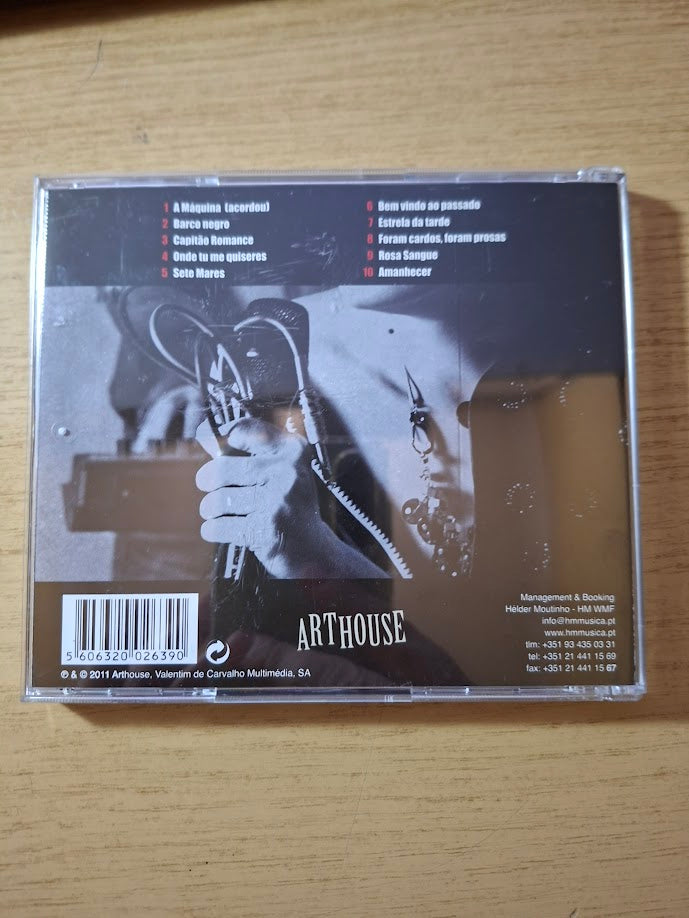 1 A Máquina (acordou)
2 Barco negro
3 Capitão Romance
4 Onde tu me quiseres
5 Sete Mares
6 Bem vindo ao passado
7 Estrela da tarde
8 Foram cardos, foram prosas
9 Rosa Sangue
10 Amanhecer
5 606320 026390
ARTHOUSE
Management & Booking
Hélder Moutinho - HM WMF
info@hmmusica.pt
www.hmmusica.pt
tlm: +351 93 435 03 31
tel: +351 21 441 15 69
fax: +351 21 441 15 67
℗ & © 2011 Arthouse, Valentim de Carvalho Multimédia, SA